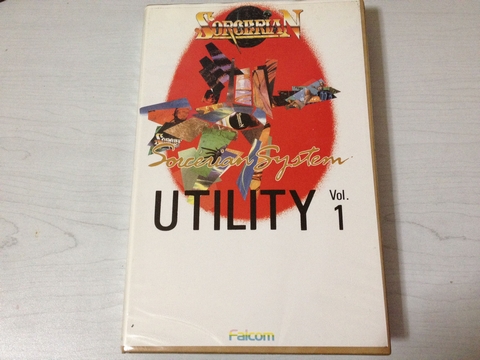 SORCERIAN
Sorcerian System
UTILITY Vol. 1
Falcom